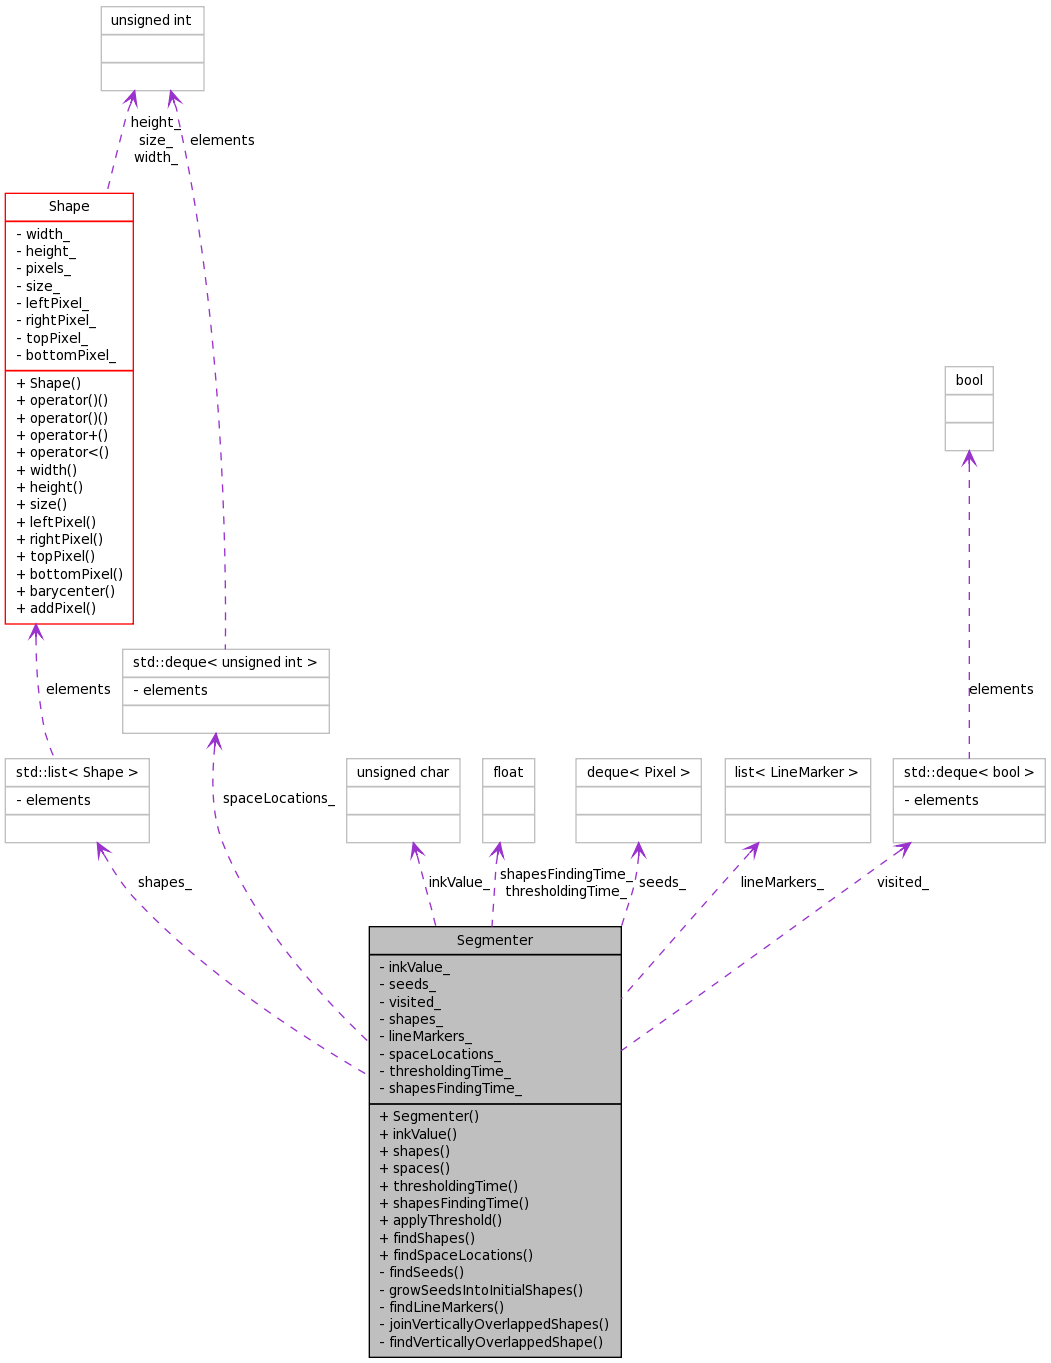 unsigned int
height_
size_
width_
elements
Shape
- width_
- height_
- pixels_
- size_
- leftPixel_
- rightPixel_
- topPixel_
- bottomPixel_
+ Shape()
+ operator()()
+ operator()()
+ operator+()
+ operator<()
+ width()
+ height()
+ size()
+ leftPixel()
+ rightPixel()
+ topPixel()
+ bottomPixel()
+ barycenter()
+ addPixel()
bool
elements
std::deque< unsigned int >
- elements
elements
std::list< Shape >
- elements
spaceLocations_
unsigned char
float
deque< Pixel >
list< LineMarker >
std::deque< bool >
- elements
shapes_
inkValue_
shapesFindingTime_
thresholdingTime_
seeds_
lineMarkers_
visited_
Segmenter
- inkValue_
- seeds_
- visited_
- shapes_
- lineMarkers_
- spaceLocations_
- thresholdingTime_
- shapesFindingTime_
+ Segmenter()
+ inkValue()
+ shapes()
+ spaces()
+ thresholdingTime()
+ shapesFindingTime()
+ applyThreshold()
+ findShapes()
+ findSpaceLocations()
- findSeeds()
- growSeedsIntoInitialShapes()
- findLineMarkers()
- joinVerticallyOverlappedShapes()
- findVerticallyOverlappedShape()